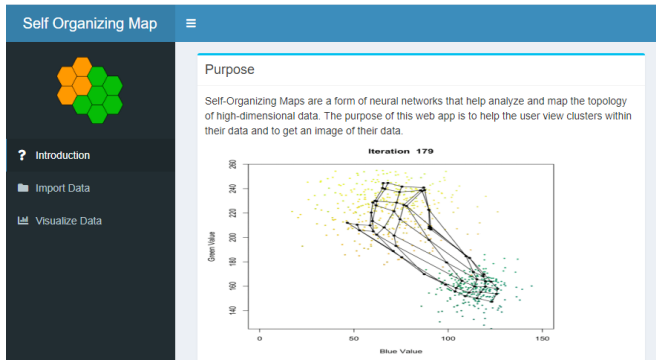 Self Organizing Map
Purpose
Self-Organizing Maps are a form of neural networks that help analyze and map the topology
of high-dimensional data. The purpose of this web app is to help the user view clusters within
their data and to get an image of their data.
? Introduction
Import Data
Visualize Data
Iteration 179
Green Value
260
240
220
200
180
160
140
0 50 100 150
Blue Value